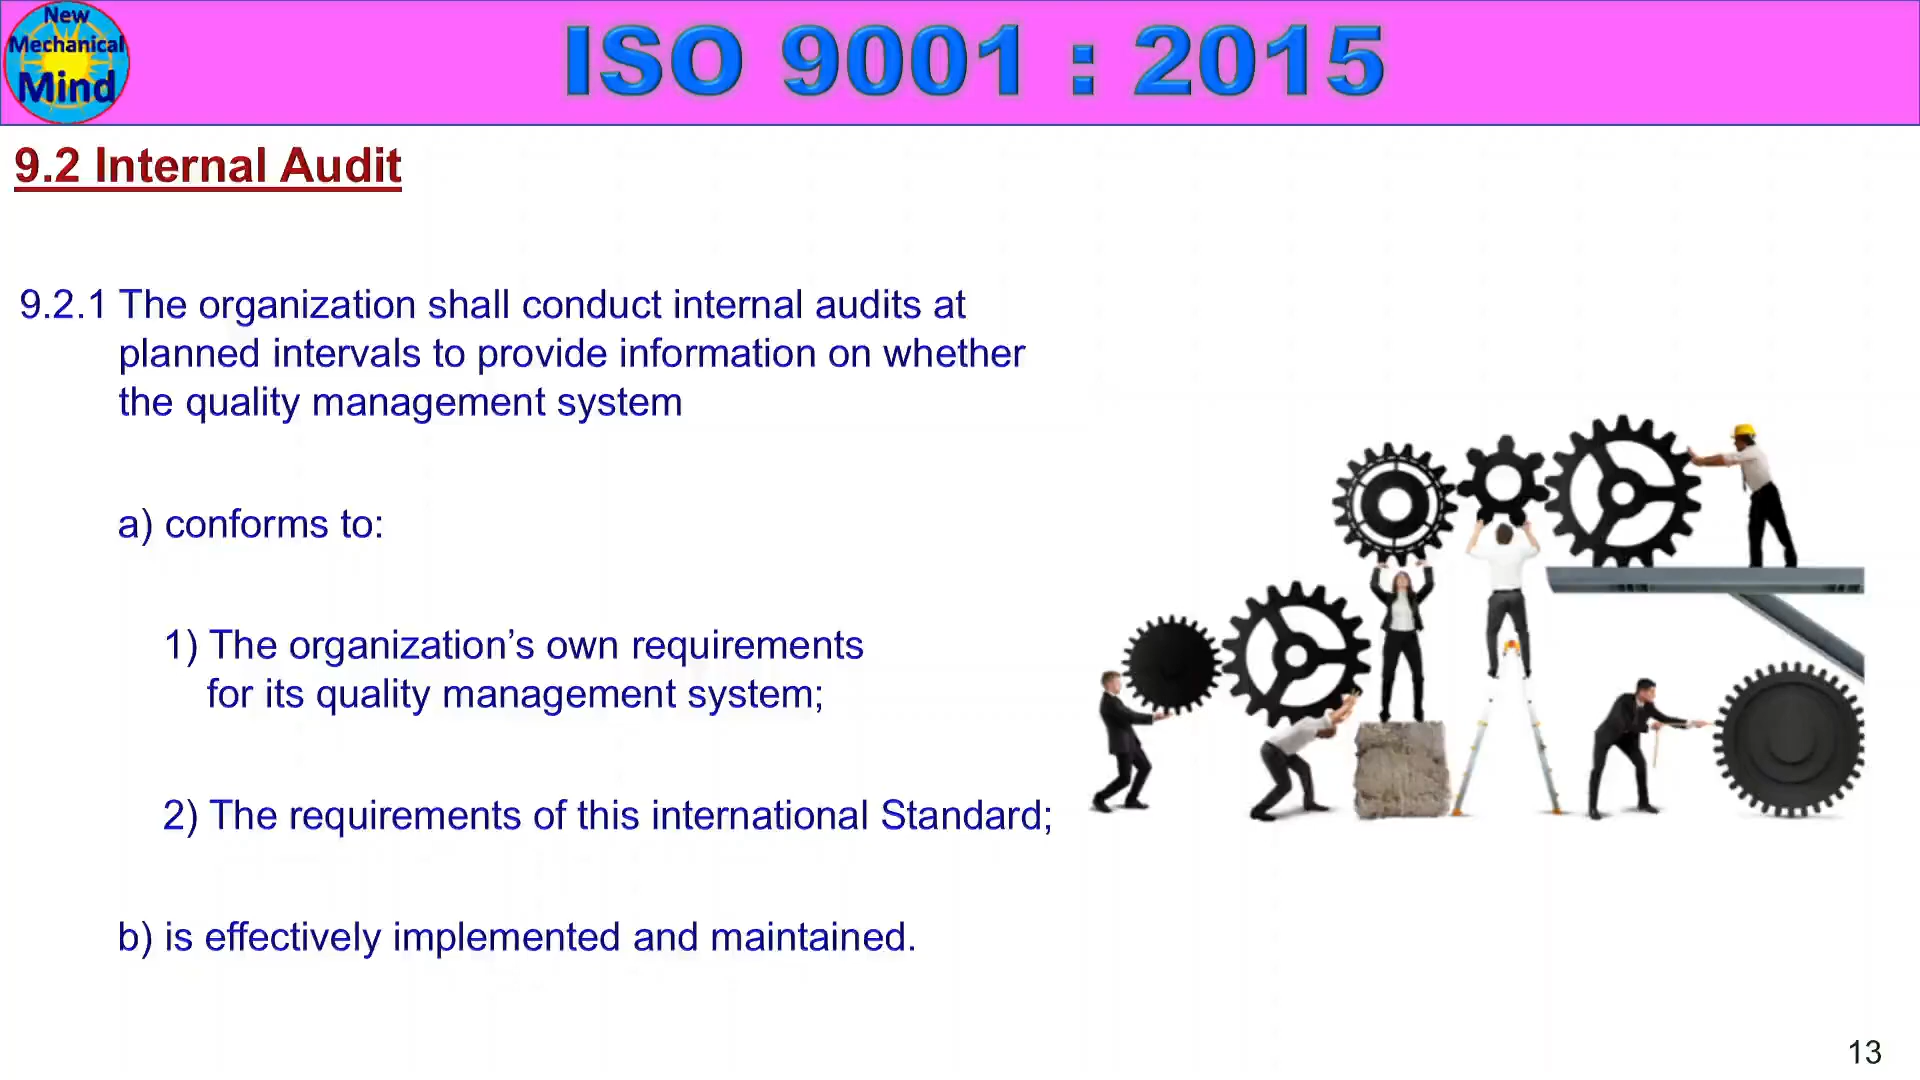 New
Mechanical
Mind
ISO 9001 : 2015
9.2 Internal Audit
9.2.1 The organization shall conduct internal audits at
planned intervals to provide information on whether
the quality management system
a) conforms to:
1) The organization’s own requirements
for its quality management system;
2) The requirements of this international Standard;
b) is effectively implemented and maintained.
13